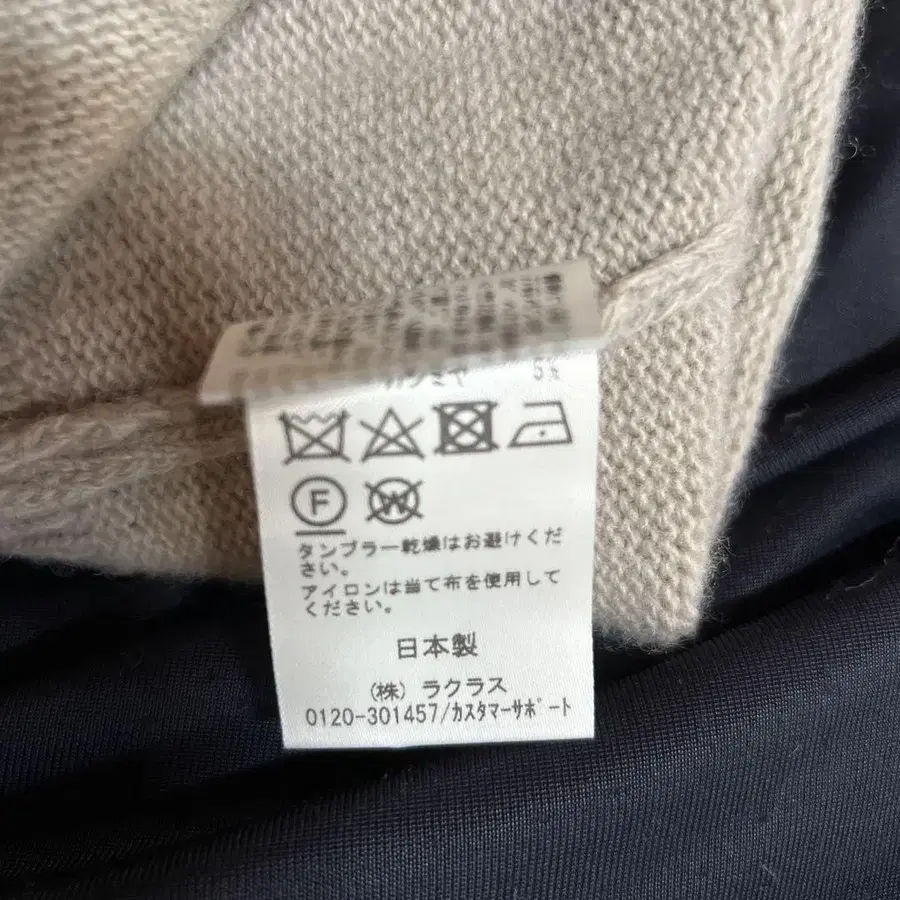 カシミヤ 5%
F
W
タンブラー乾燥はお避けくだ
さい。
アイロンは当て布を使用して
ください。
日本製
(株) ラクラス
0120-301457/カスタマーサポート